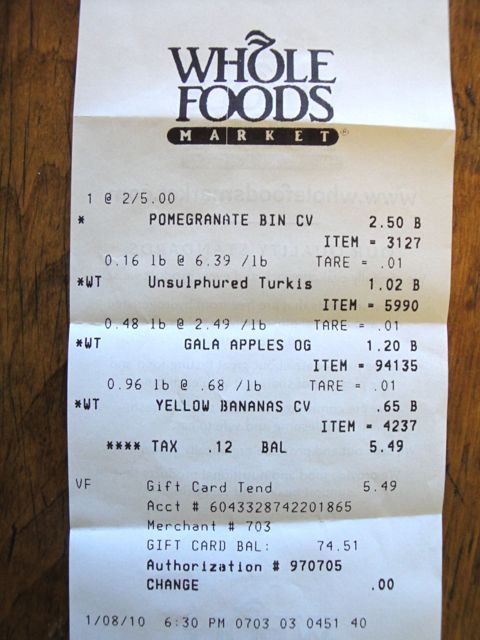 WHOLE
FOODS
MARKET®
1 @ 2/5.00
* POMEGRANATE BIN CV 2.50 B
ITEM = 3127
0.16 lb @ 6.39 /lb TARE = .01
*WT Unsulphured Turkis 1.02 B
ITEM = 5990
0.48 lb @ 2.49 /lb TARE = .01
*WT GALA APPLES OG 1.20 B
ITEM = 94135
0.96 lb @ .68 /lb TARE = .01
*WT YELLOW BANANAS CV .65 B
ITEM = 4237
**** TAX .12 BAL 5.49
VF Gift Card Tend 5.49
Acct # 6043328742201865
Merchant # 703
GIFT CARD BAL: 74.51
Authorization # 970705
CHANGE .00
1/08/10 6:30 PM 0703 03 0451 40